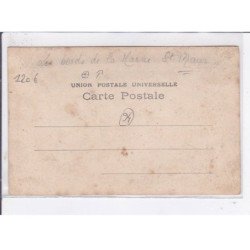 Les bords de la Marne St Maur
1206
UNION POSTALE UNIVERSELLE
Carte Postale